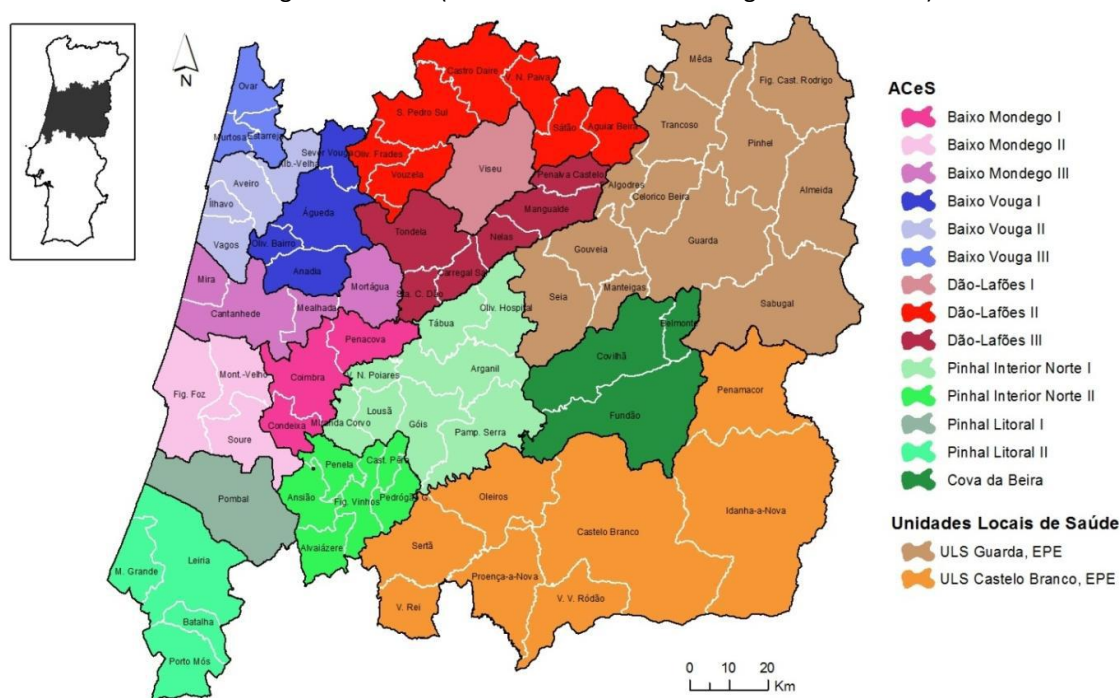 N
Mêda
Fig. Cast. Rodrigo
Trancoso
Pinhel
Almeida
Algodres
Celorico Beira
Guarda
Gouveia
Manteigas
Seia
Sabugal
Castro Daire
V. N. Paiva
S. Pedro Sul
Sátão
Aguiar Beira
Oliv. Frades
Vouzela
Viseu
Penalva Castelo
Mangualde
Nelas
Tondela
Carregal Sal
Sta. C. Dão
Ovar
Murtosa
Estarreja
Alb.-Velha
Sever Vouga
Aveiro
Ílhavo
Vagos
Águeda
Oliv. Bairro
Anadia
Mira
Cantanhede
Mealhada
Mortágua
Penacova
Coimbra
Condeixa
Mont.-Velho
Fig. Foz
Soure
Tábua
Oliv. Hospital
Arganil
V. N. Poiares
Lousã
Miranda Corvo
Góis
Pamp. Serra
Belmonte
Covilhã
Fundão
Penamacor
Idanha-a-Nova
Penela
Cast. Pêra
Ansião
Fig. Vinhos
Pedrógão G.
Alvaiázere
Pombal
Leiria
M. Grande
Batalha
Porto Mós
Oleiros
Sertã
Castelo Branco
Proença-a-Nova
V. Rei
V. V. Ródão
0 10 20
Km
ACeS
Baixo Mondego I
Baixo Mondego II
Baixo Mondego III
Baixo Vouga I
Baixo Vouga II
Baixo Vouga III
Dão-Lafões I
Dão-Lafões II
Dão-Lafões III
Pinhal Interior Norte I
Pinhal Interior Norte II
Pinhal Litoral I
Pinhal Litoral II
Cova da Beira
Unidades Locais de Saúde
ULS Guarda, EPE
ULS Castelo Branco, EPE